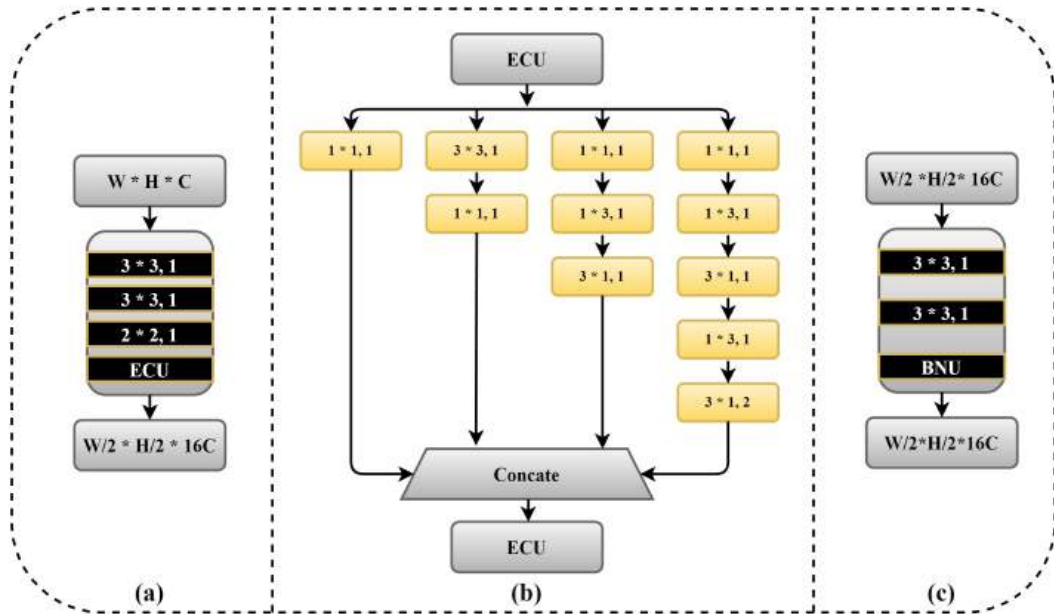 W * H * C
3 * 3, 1
3 * 3, 1
2 * 2, 1
ECU
W/2 * H/2 * 16C
(a)
ECU
1 * 1, 1
3 * 3, 1
1 * 1, 1
1 * 1, 1
1 * 1, 1
1 * 3, 1
1 * 3, 1
3 * 1, 1
3 * 1, 1
1 * 3, 1
3 * 1, 2
Concate
ECU
(b)
W/2 *H/2* 16C
3 * 3, 1
3 * 3, 1
BNU
W/2*H/2*16C
(c)